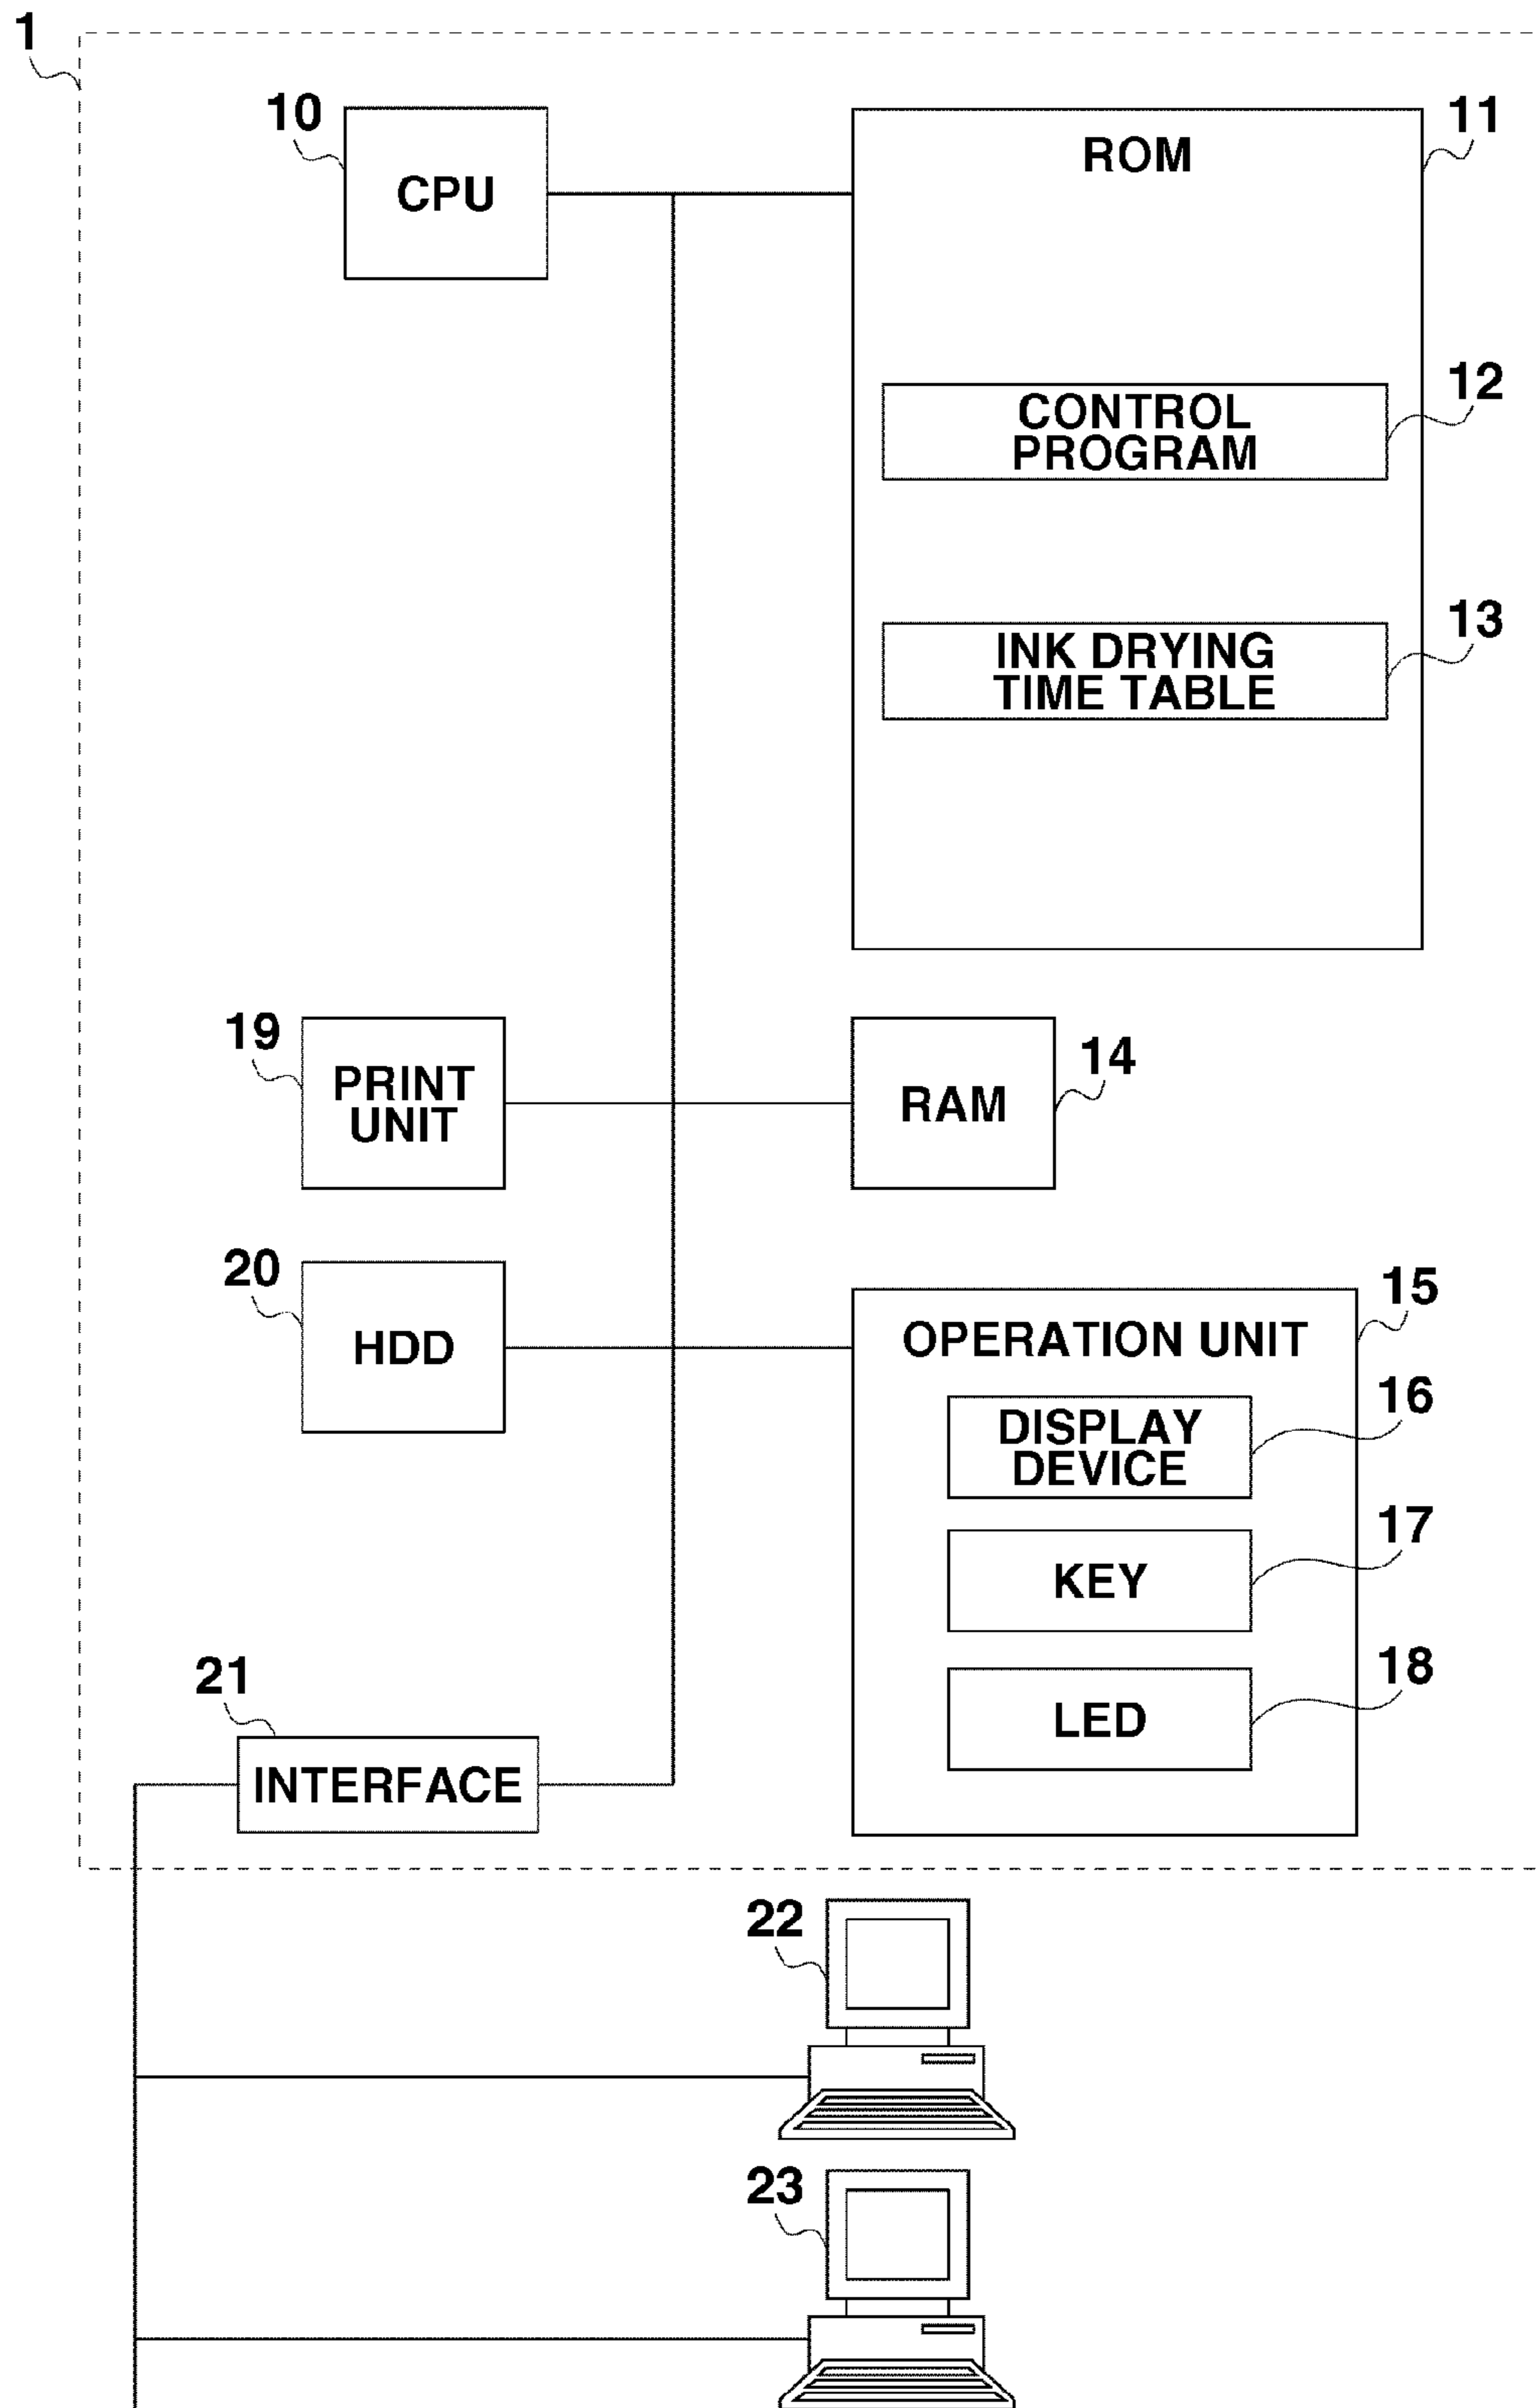 1
10
CPU
ROM
11
CONTROL
PROGRAM
12
INK DRYING
TIME TABLE
13
19
PRINT
UNIT
RAM
14
20
HDD
OPERATION UNIT
15
DISPLAY
DEVICE
16
KEY
17
LED
18
21
INTERFACE
22
23